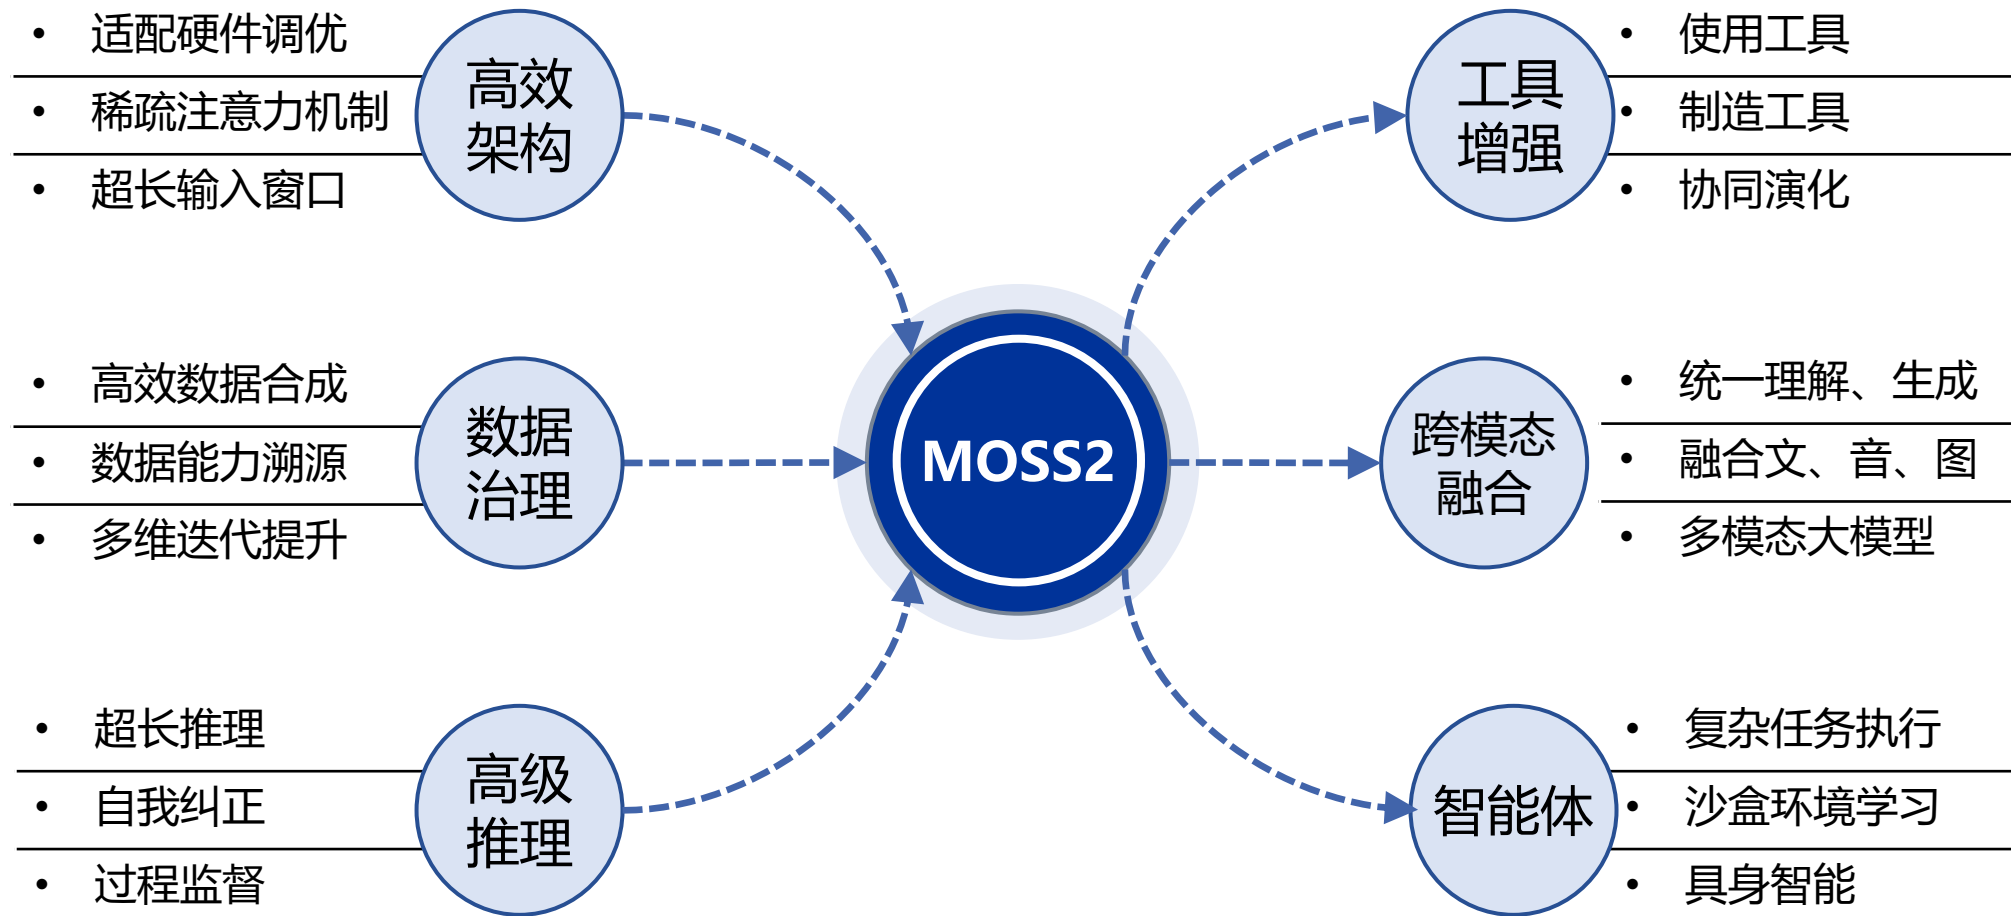 • 适配硬件调优
• 稀疏注意力机制
• 超长输入窗口
高效
架构
• 高效数据合成
• 数据能力溯源
• 多维迭代提升
数据
治理
• 超长推理
• 自我纠正
• 过程监督
高级
推理
MOSS2
工具
增强
• 使用工具
• 制造工具
• 协同演化
跨模态
融合
• 统一理解、生成
• 融合文、音、图
• 多模态大模型
智能体
• 复杂任务执行
• 沙盒环境学习
• 具身智能